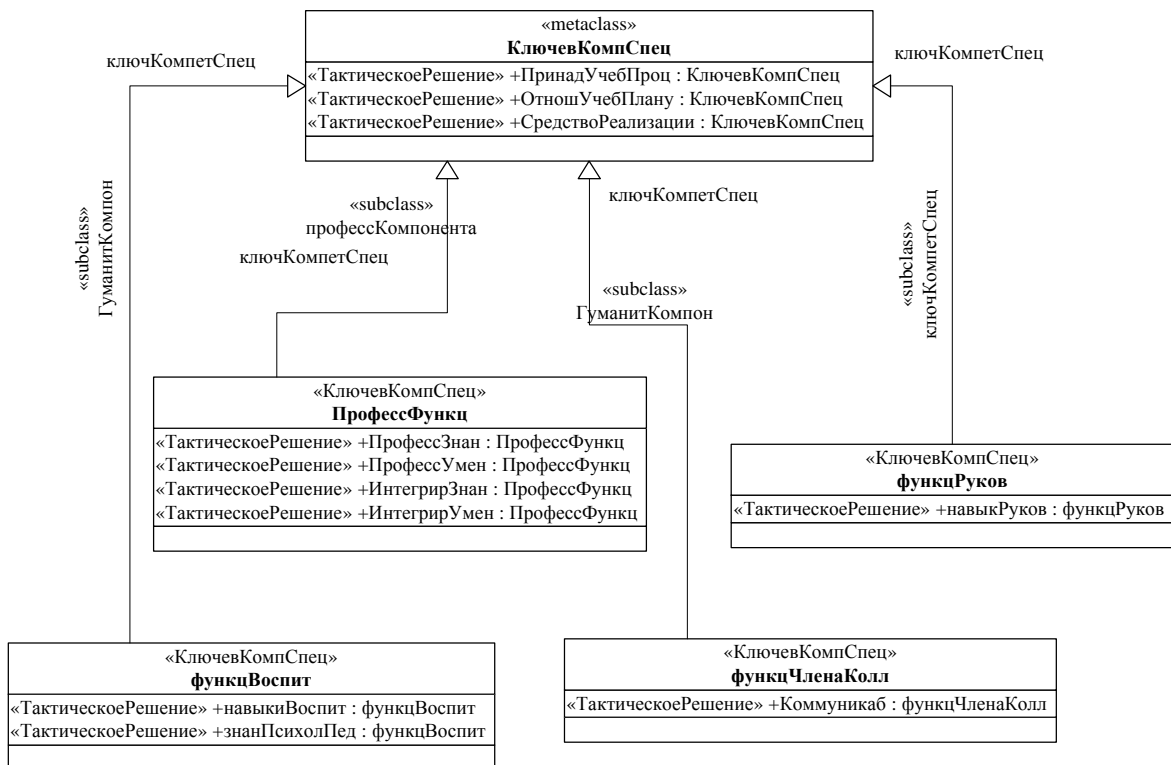 «metaclass»
КлючевКомпСпец
«ТактическоеРешение» +ПринадУчебПроц : КлючевКомпСпец
«ТактическоеРешение» +ОтношУчебПлану : КлючевКомпСпец
«ТактическоеРешение» +СредствоРеализации : КлючевКомпСпец
ключКомпетСпец
ключКомпетСпец
«subclass»
ГуманитКомпон
«subclass»
профессКомпонента
ключКомпетСпец
ключКомпетСпец
«subclass»
ГуманитКомпон
«subclass»
ключКомпетСпец
«КлючевКомпСпец»
ПрофессФункц
«ТактическоеРешение» +ПрофессЗнан : ПрофессФункц
«ТактическоеРешение» +ПрофессУмен : ПрофессФункц
«ТактическоеРешение» +ИнтегрирЗнан : ПрофессФункц
«ТактическоеРешение» +ИнтегрирУмен : ПрофессФункц
«КлючевКомпСпец»
функцРуков
«ТактическоеРешение» +навыкРуков : функцРуков
«КлючевКомпСпец»
функцВоспит
«ТактическоеРешение» +навыкиВоспит : функцВоспит
«ТактическоеРешение» +знанПсихолПед : функцВоспит
«КлючевКомпСпец»
функцЧленаКолл
«ТактическоеРешение» +Коммуникаб : функцЧленаКолл